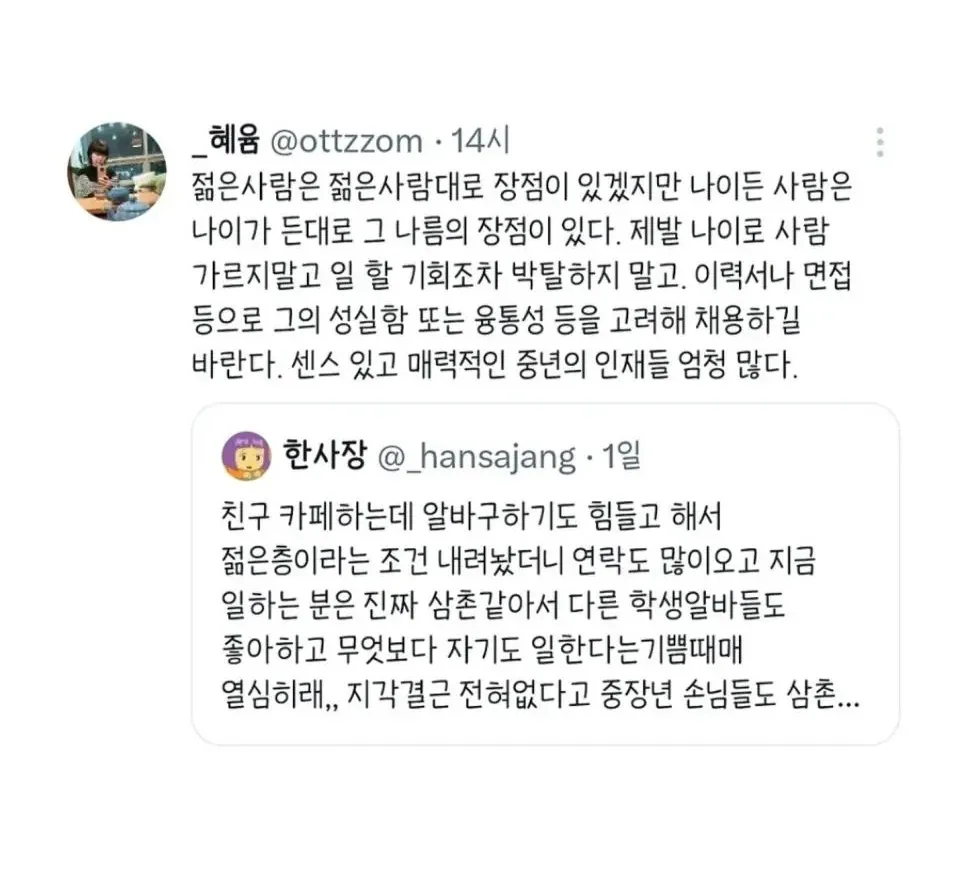 _혜윰 @ottzzom · 14시
젊은사람은 젊은사람대로 장점이 있겠지만 나이든 사람은
나이가 든대로 그 나름의 장점이 있다. 제발 나이로 사람
가르지말고 일 할 기회조차 박탈하지 말고. 이력서나 면접
등으로 그의 성실함 또는 융통성 등을 고려해 채용하길
바란다. 센스 있고 매력적인 중년의 인재들 엄청 많다.
한사장 @_hansajang · 1일
친구 카페하는데 알바구하기도 힘들고 해서
젊은층이라는 조건 내려놨더니 연락도 많이오고 지금
일하는 분은 진짜 삼촌같아서 다른 학생알바들도
좋아하고 무엇보다 자기도 일한다는기쁨때매
열심히래,, 지각결근 전혀없다고 중장년 손님들도 삼촌...